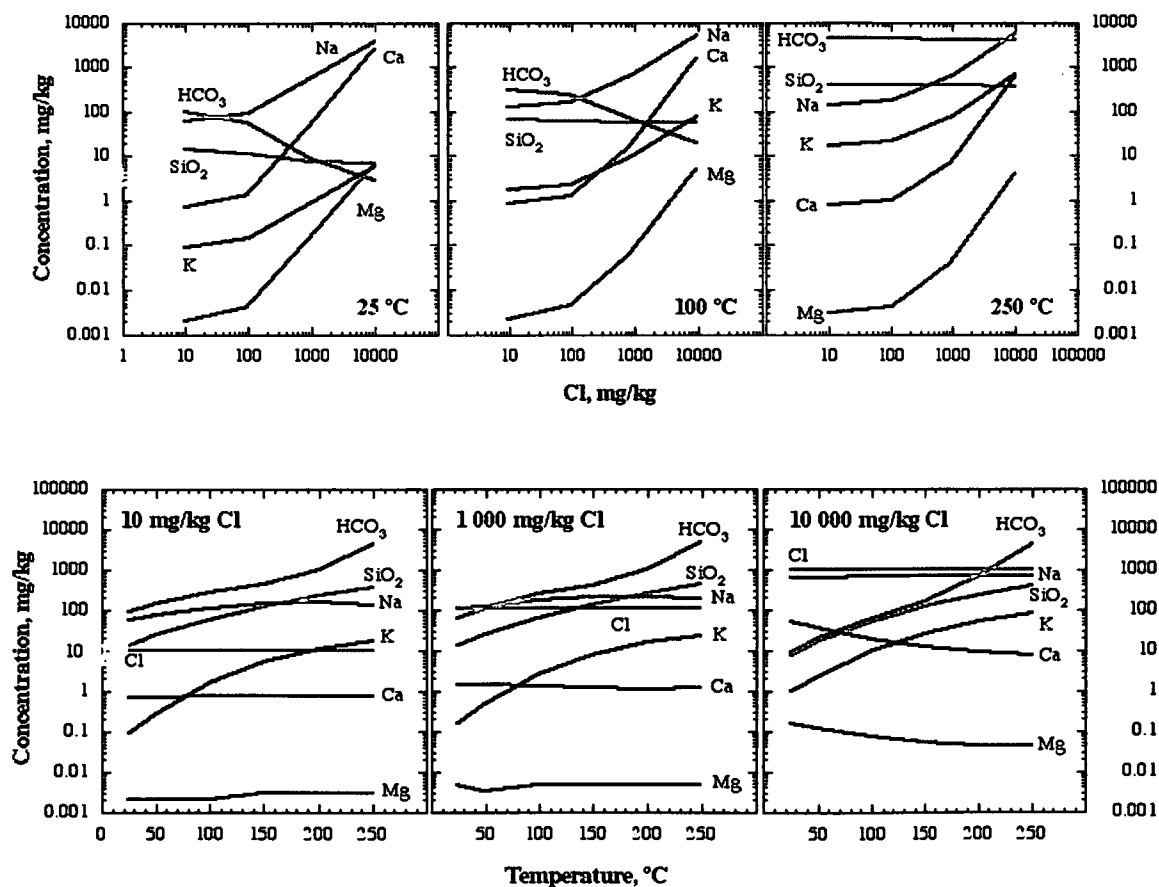 10000
1000
100
10
1
0.1
0.01
0.001
Concentration, mg/kg
Na
Ca
HCO3
SiO2
Mg
K
25 °C
1 10 100 1000 10000
Na
Ca
HCO3
K
SiO2
Mg
100 °C
10 100 1000 10000
HCO3
SiO2
Na
K
Ca
Mg
250 °C
10 100 1000 10000 100000
10000
1000
100
10
1
0.1
0.01
0.001
Cl, mg/kg
100000
10000
1000
100
10
1
0.1
0.01
0.001
Concentration, mg/kg
10 mg/kg Cl
HCO3
SiO2
Na
K
Cl
Ca
Mg
0 50 100 150 200 250
1 000 mg/kg Cl
HCO3
SiO2
Na
Cl
K
Ca
Mg
50 100 150 200 250
10 000 mg/kg Cl
HCO3
Cl
Na
SiO2
K
Ca
Mg
50 100 150 200 250
100000
10000
1000
100
10
1
0.1
0.01
0.001
Temperature, °C